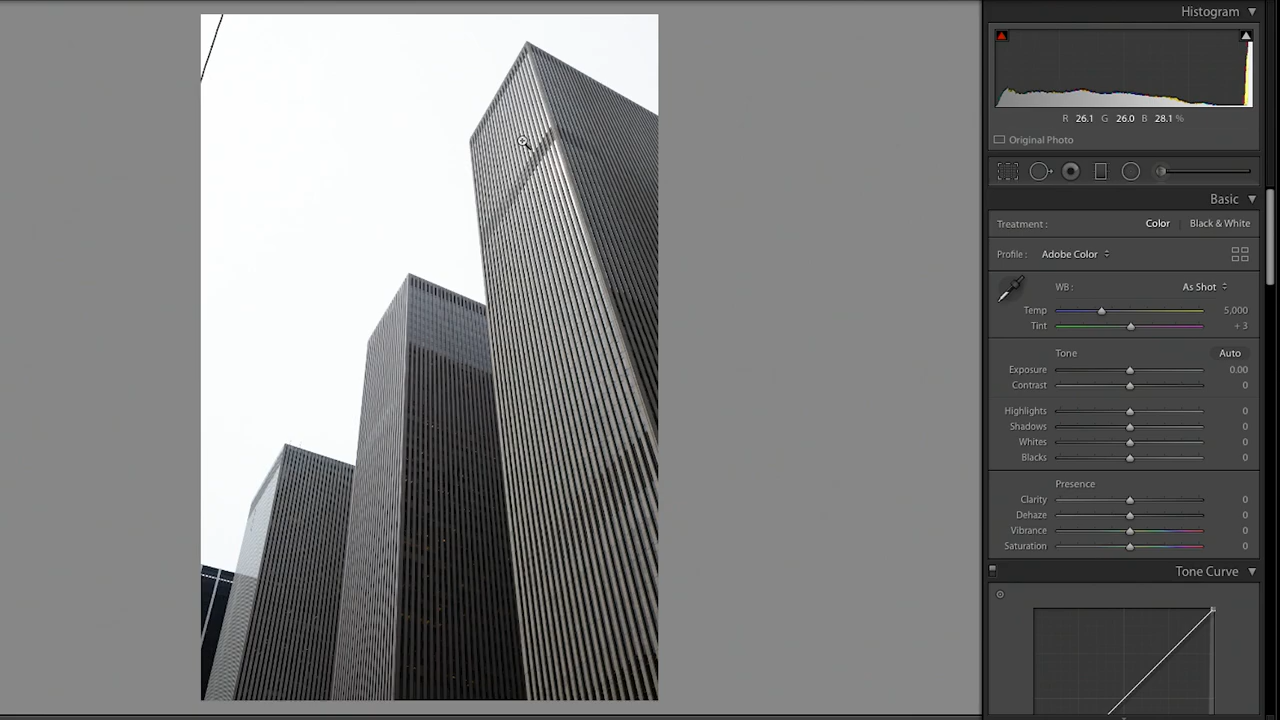 Histogram
R 26.1 G 26.0 B 28.1 %
Original Photo
Basic
Treatment : Color Black & White
Profile : Adobe Color
WB : As Shot
Temp 5,000
Tint + 3
Tone Auto
Exposure 0.00
Contrast 0
Highlights 0
Shadows 0
Whites 0
Blacks 0
Presence
Clarity 0
Dehaze 0
Vibrance 0
Saturation 0
Tone Curve